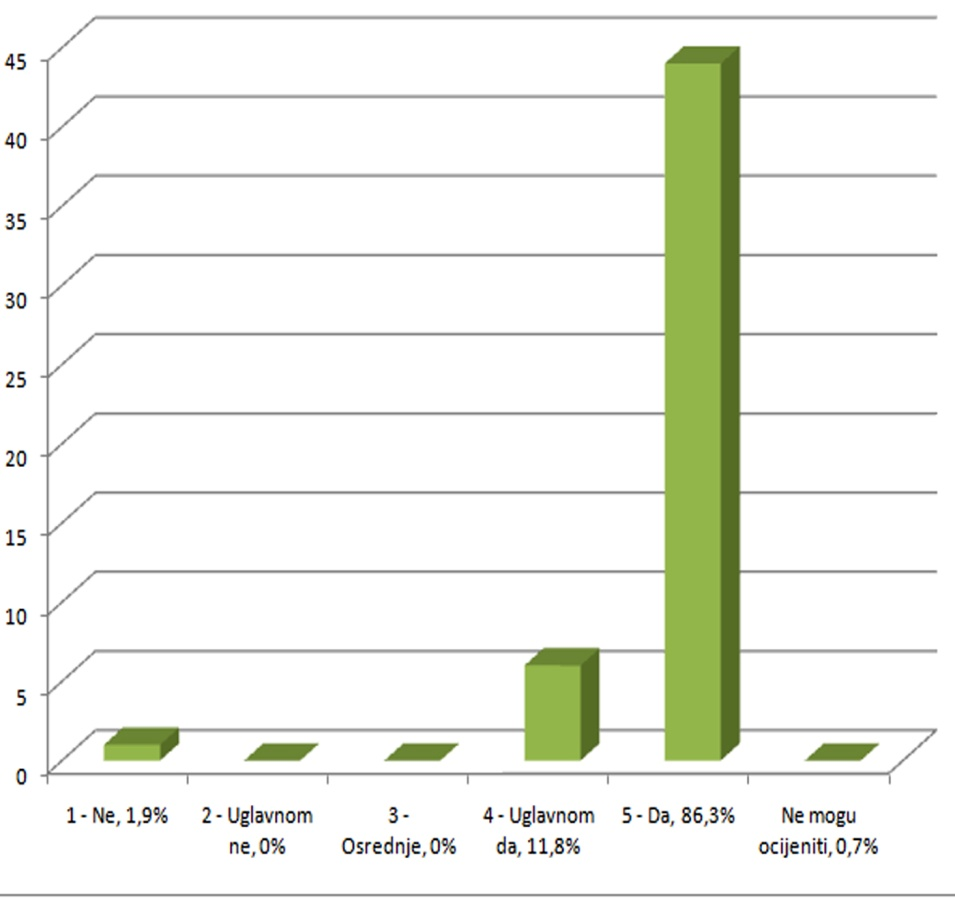 45
40
35
30
25
20
15
10
5
0
1 - Ne, 1,9%
2 - Uglavnom
ne, 0%
3 -
Osrednje, 0%
4 - Uglavnom
da, 11,8%
5 - Da, 86,3%
Ne mogu
ocijeniti, 0,7%